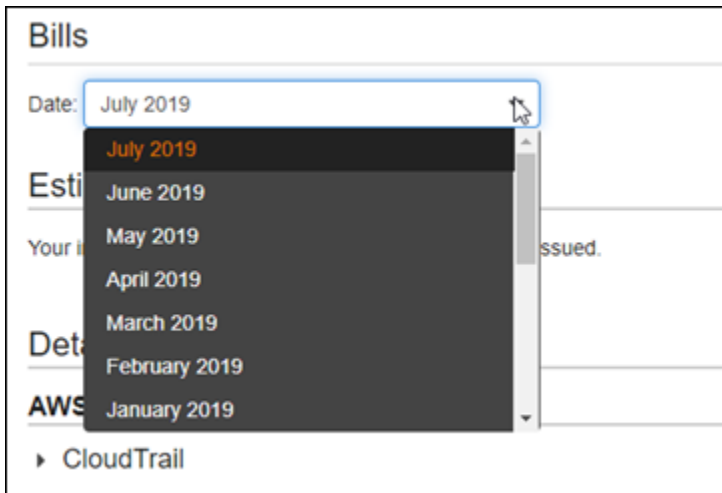 Bills
Date: July 2019
July 2019
Esti
June 2019
May 2019
Your i ssued.
April 2019
March 2019
Deta
February 2019
AWS
January 2019
CloudTrail